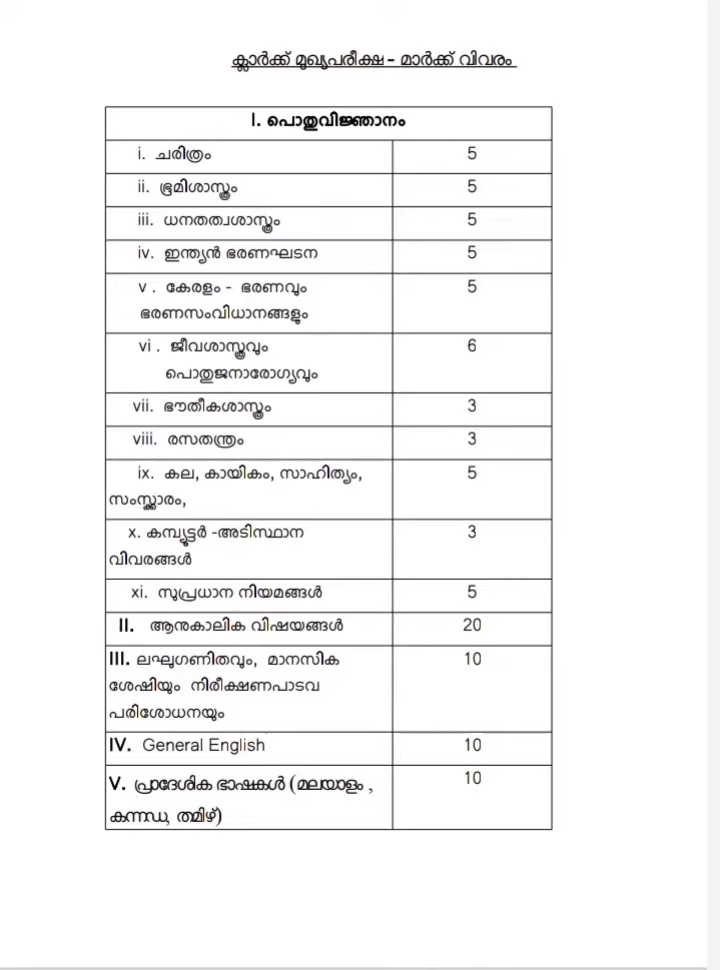 ക്ലാർക്ക് മുഖ്യപരീക്ഷ – മാർക്ക് വിവരം
I. പൊതുവിജ്ഞാനം
i. ചരിത്രം 5
ii. ഭൂമിശാസ്ത്രം 5
iii. ധനതത്വശാസ്ത്രം 5
iv. ഇന്ത്യൻ ഭരണഘടന 5
v . കേരളം - ഭരണവും 5
ഭരണസംവിധാനങ്ങളും
vi . ജീവശാസ്ത്രവും 6
പൊതുജനാരോഗ്യവും
vii. ഭൗതീകശാസ്ത്രം 3
viii. രസതന്ത്രം 3
ix. കല, കായികം, സാഹിത്യം, 5
സംസ്ക്കാരം,
x. കമ്പ്യൂട്ടർ -അടിസ്ഥാന 3
വിവരങ്ങൾ
xi. സുപ്രധാന നിയമങ്ങൾ 5
II. ആനുകാലിക വിഷയങ്ങൾ 20
III. ലഘുഗണിതവും, മാനസിക 10
ശേഷിയും നിരീക്ഷണപാടവ
പരിശോധനയും
IV. General English 10
V. പ്രാദേശിക ഭാഷകൾ (മലയാളം , 10
കന്നഡ, തമിഴ്)